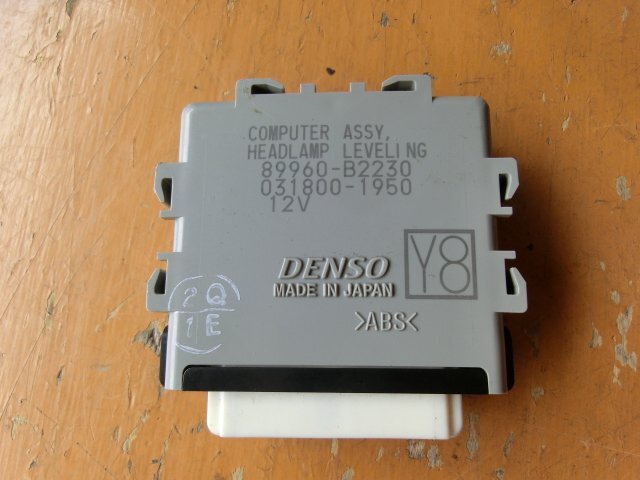 COMPUTER ASSY,
HEADLAMP LEVELING
89960-B2230
031800-1950
12V
DENSO
MADE IN JAPAN
Y8
>ABS<
2Q
1E